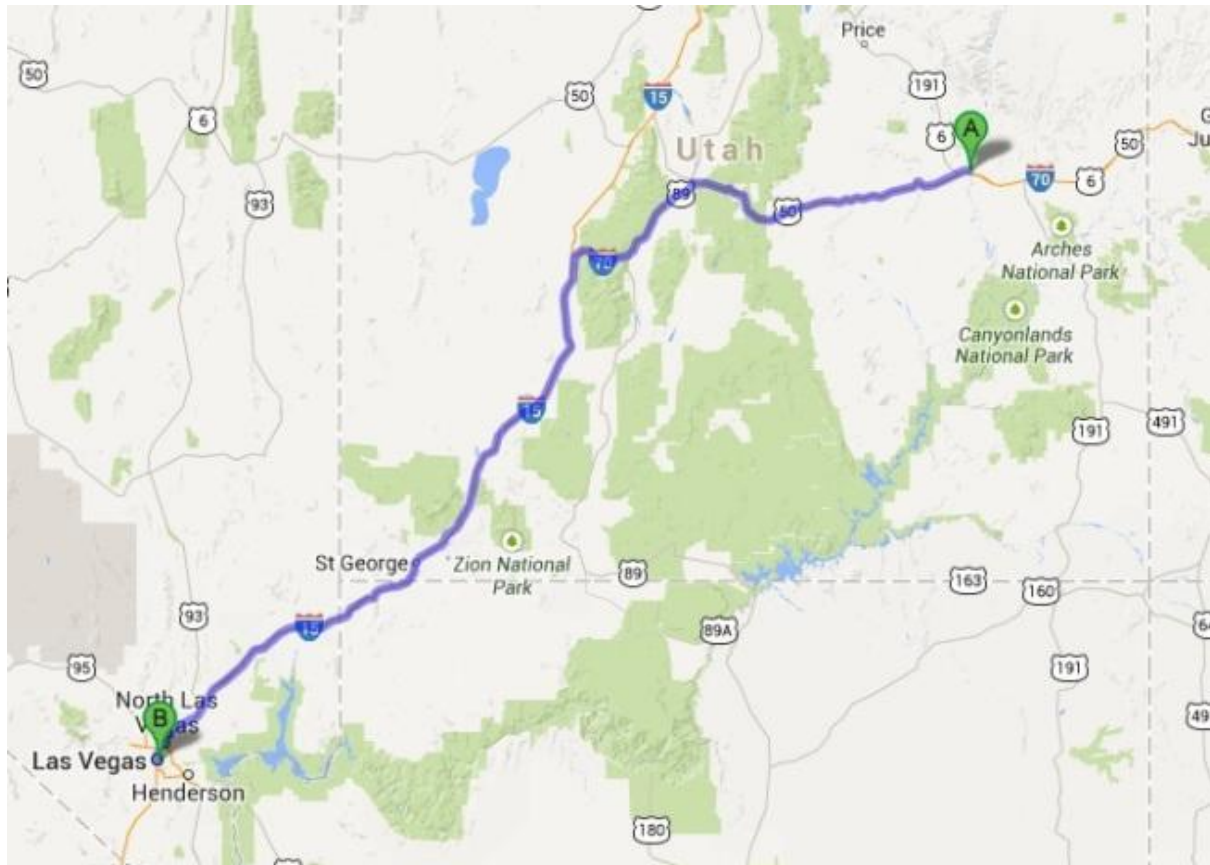 Price
50
15
50
191
6
6
A
50
G
Ju
Utah
93
89
70
6
50
Arches
National Park
70
Canyonlands
National Park
15
191
491
St George
Zion National
Park
89
163
160
93
15
89A
95
191
North Las
Vegas
B
Las Vegas
Henderson
180